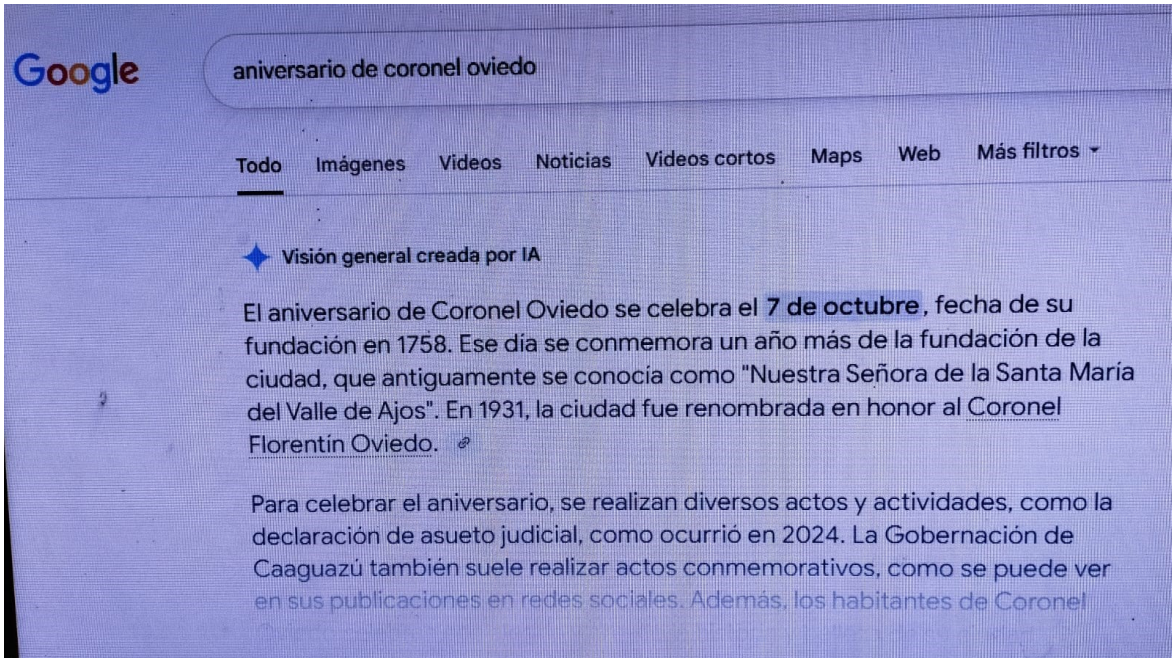 Google
aniversario de coronel oviedo
Todo Imágenes Videos Noticias Videos cortos Maps Web Más filtros
Visión general creada por IA
El aniversario de Coronel Oviedo se celebra el 7 de octubre, fecha de su
fundación en 1758. Ese día se conmemora un año más de la fundación de la
ciudad, que antiguamente se conocía como "Nuestra Señora de la Santa María
del Valle de Ajos". En 1931, la ciudad fue renombrada en honor al Coronel
Florentín Oviedo.
Para celebrar el aniversario, se realizan diversos actos y actividades, como la
declaración de asueto judicial, como ocurrió en 2024. La Gobernación de
Caaguazú también suele realizar actos conmemorativos, como se puede ver
en sus publicaciones en redes sociales. Además, los habitantes de Coronel